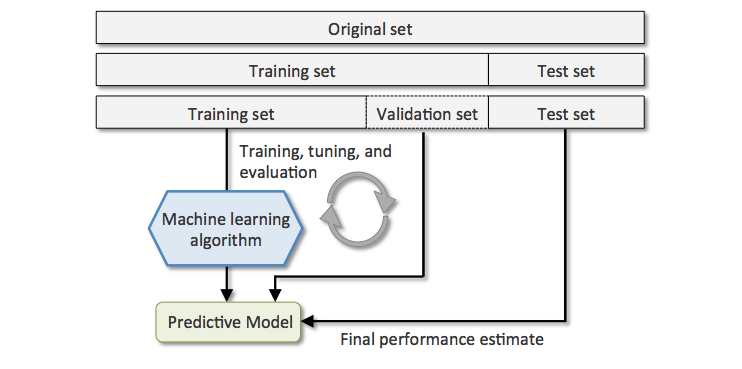 Original set
Training set
Test set
Training set
Validation set
Test set
Training, tuning, and
evaluation
Machine learning
algorithm
Predictive Model
Final performance estimate